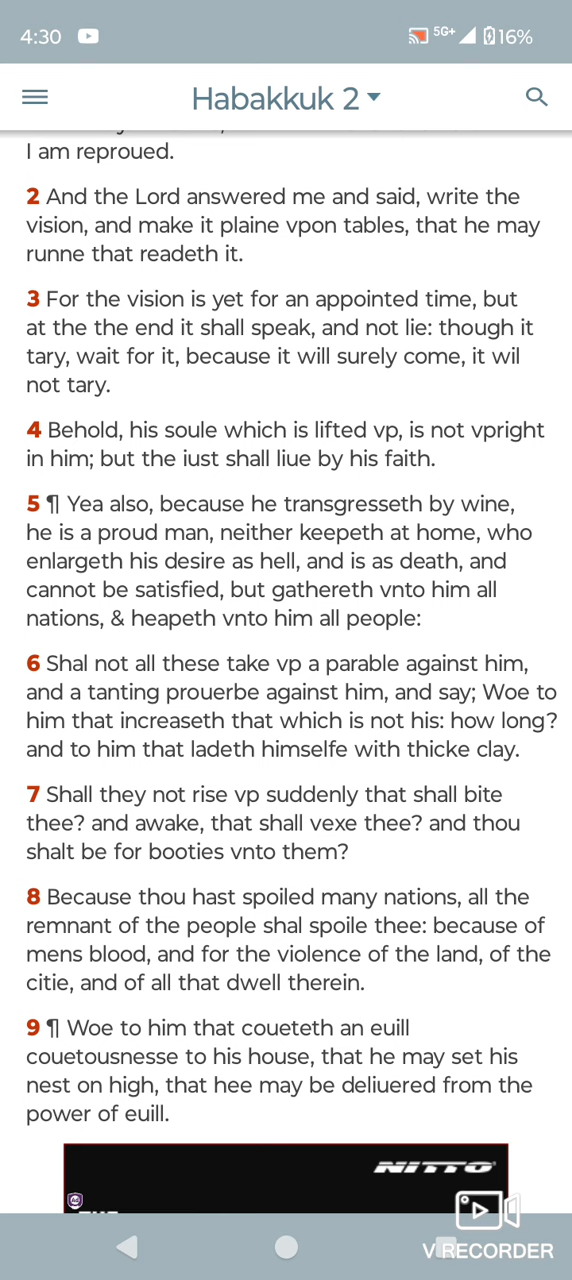 4:30
5G+ 16%
Habakkuk 2
I am reproued.
2 And the Lord answered me and said, write the
vision, and make it plaine vpon tables, that he may
runne that readeth it.
3 For the vision is yet for an appointed time, but
at the the end it shall speak, and not lie: though it
tary, wait for it, because it will surely come, it wil
not tary.
4 Behold, his soule which is lifted vp, is not vpright
in him; but the iust shall liue by his faith.
5 ¶ Yea also, because he transgresseth by wine,
he is a proud man, neither keepeth at home, who
enlargeth his desire as hell, and is as death, and
cannot be satisfied, but gathereth vnto him all
nations, & heapeth vnto him all people:
6 Shal not all these take vp a parable against him,
and a tanting prouerbe against him, and say; Woe to
him that increaseth that which is not his: how long?
and to him that ladeth himselfe with thicke clay.
7 Shall they not rise vp suddenly that shall bite
thee? and awake, that shall vexe thee? and thou
shalt be for booties vnto them?
8 Because thou hast spoiled many nations, all the
remnant of the people shal spoile thee: because of
mens blood, and for the violence of the land, of the
citie, and of all that dwell therein.
9 ¶ Woe to him that coueteth an euill
couetousnesse to his house, that he may set his
nest on high, that hee may be deliuered from the
power of euill.
NITTO
V RECORDER